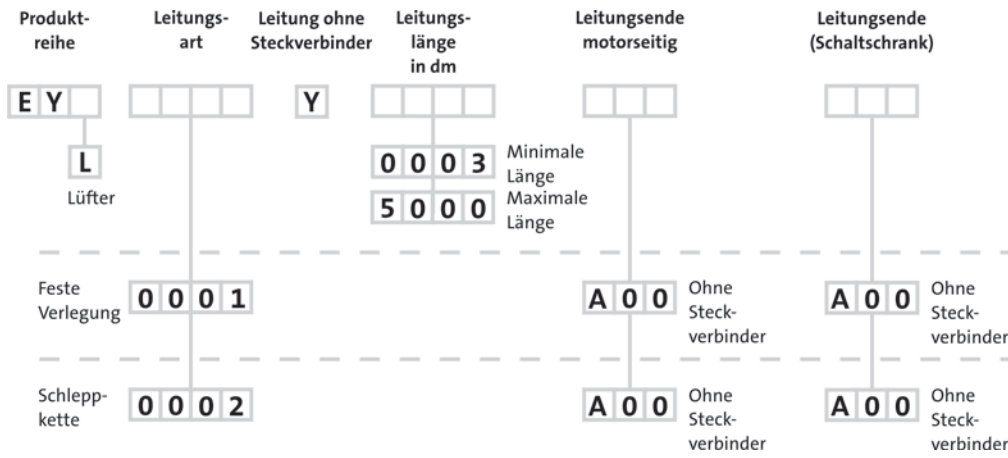 Produkt-
reihe
Leitungs-
art
Leitung ohne
Steckverbinder
Leitungs-
länge
in dm
Leitungsende
motorseitig
Leitungsende
(Schaltschrank)
E Y
Y
L
Lüfter
0 0 0 3
Minimale
Länge
5 0 0 0
Maximale
Länge
Feste
Verlegung
0 0 0 1
A 0 0
Ohne
Steck-
verbinder
A 0 0
Ohne
Steck-
verbinder
Schlepp-
kette
0 0 0 2
A 0 0
Ohne
Steck-
verbinder
A 0 0
Ohne
Steck-
verbinder